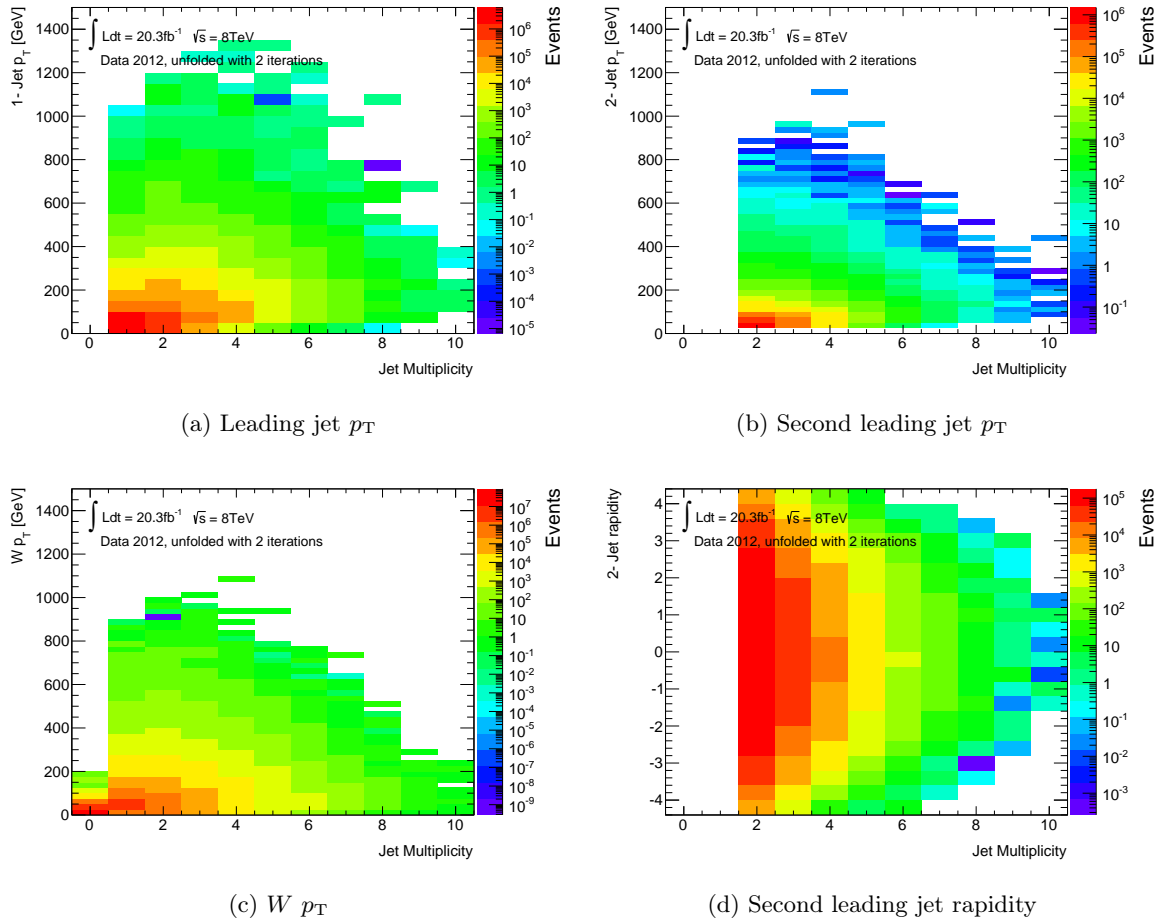 1- Jet p_T [GeV]
1400
1200
1000
800
600
400
200
0
∫ Ldt = 20.3fb⁻¹ √s = 8TeV
Data 2012, unfolded with 2 iterations
0 2 4 6 8 10
Jet Multiplicity
Events
10⁶
10⁵
10⁴
10³
10²
10
1
10⁻¹
10⁻²
10⁻³
10⁻⁴
10⁻⁵
(a) Leading jet p_T
2- Jet p_T [GeV]
1400
1200
1000
800
600
400
200
0
∫ Ldt = 20.3fb⁻¹ √s = 8TeV
Data 2012, unfolded with 2 iterations
0 2 4 6 8 10
Jet Multiplicity
Events
10⁶
10⁵
10⁴
10³
10²
10
1
10⁻¹
(b) Second leading jet p_T
W p_T [GeV]
1400
1200
1000
800
600
400
200
0
∫ Ldt = 20.3fb⁻¹ √s = 8TeV
Data 2012, unfolded with 2 iterations
0 2 4 6 8 10
Jet Multiplicity
Events
10⁷
10⁶
10⁵
10⁴
10³
10²
10
1
10⁻¹
10⁻²
10⁻³
10⁻⁴
10⁻⁵
10⁻⁶
10⁻⁷
10⁻⁸
10⁻⁹
(c) W p_T
2- Jet rapidity
4
3
2
1
0
-1
-2
-3
-4
∫ Ldt = 20.3fb⁻¹ √s = 8TeV
Data 2012, unfolded with 2 iterations
0 2 4 6 8 10
Jet Multiplicity
Events
10⁵
10⁴
10³
10²
10
1
10⁻¹
10⁻²
10⁻³
(d) Second leading jet rapidity